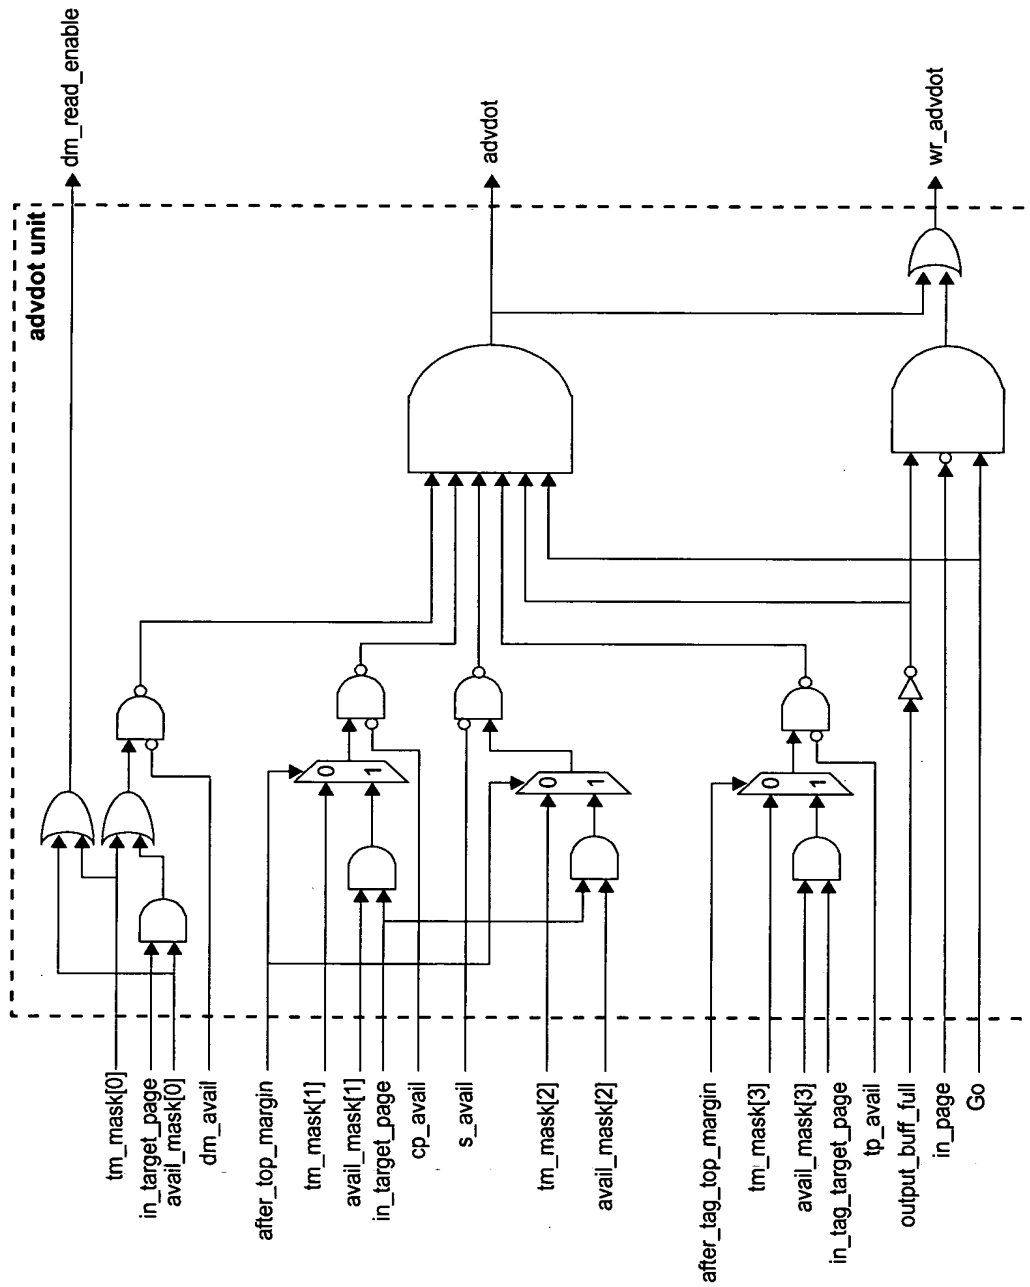 dm_read_enable
advdot unit
advdot
wr_advdot
tm_mask[0]
in_target_page
avail_mask[0]
dm_avail
after_top_margin
tm_mask[1]
avail_mask[1]
in_target_page
cp_avail
s_avail
tm_mask[2]
avail_mask[2]
after_tag_top_margin
tm_mask[3]
avail_mask[3]
in_tag_target_page
tp_avail
output_buff_full
in_page
Go
0
1
0
1
0
1